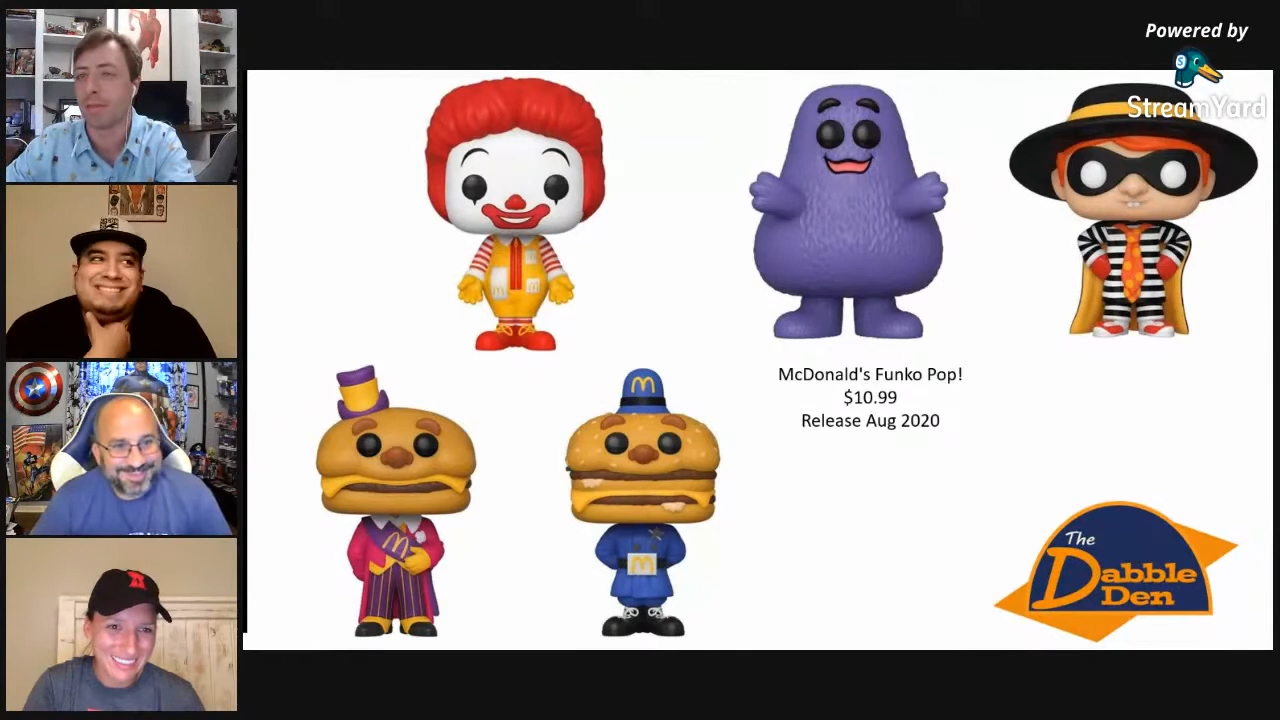 Powered by
StreamYard
McDonald's Funko Pop!
$10.99
Release Aug 2020
The
Dabble
Den